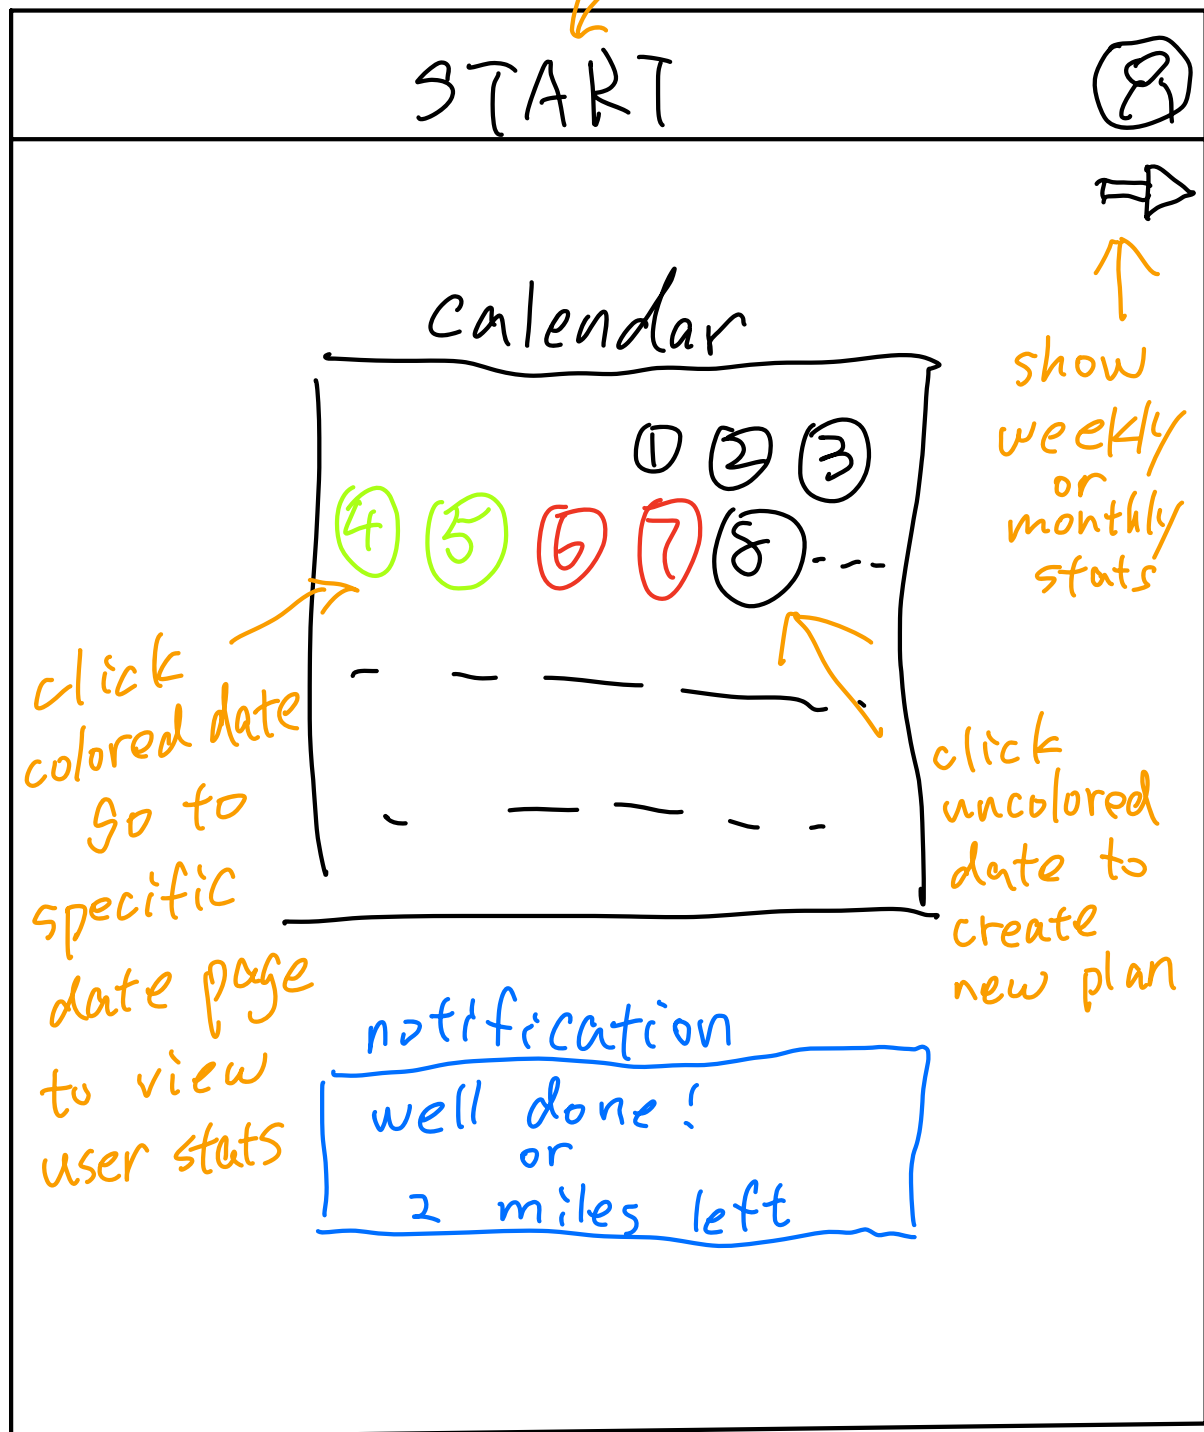 START
calendar
1 2 3
4 5 6 7 8
show
weekly
or
monthly
stats
click
colored date
go to
specific
date page
to view
user stats
click
uncolored
date to
create
new plan
notification
well done!
or
2 miles left